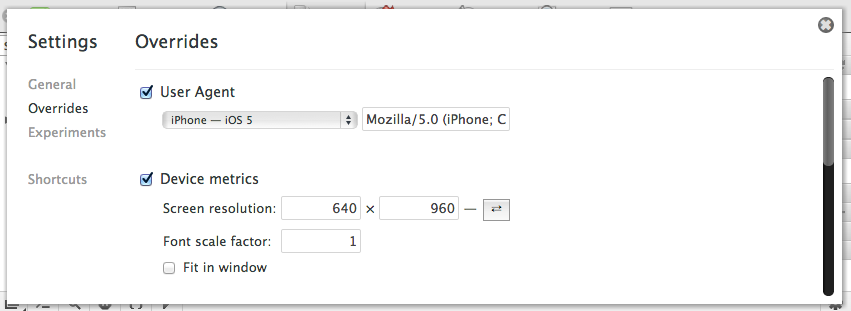 Settings
Overrides
General
Overrides
Experiments
Shortcuts
User Agent
iPhone — iOS 5
Mozilla/5.0 (iPhone; C
Device metrics
Screen resolution: 640 × 960 — ⇄
Font scale factor: 1
Fit in window